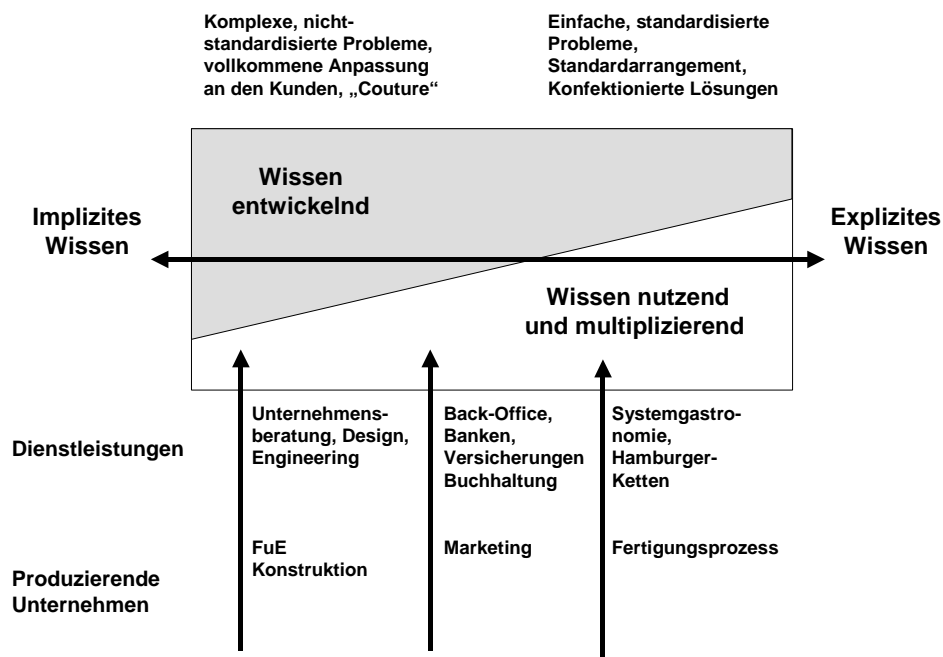 Komplexe, nicht-
standardisierte Probleme,
vollkommene Anpassung
an den Kunden, „Couture“
Einfache, standardisierte
Probleme,
Standardarrangement,
Konfektionierte Lösungen
Wissen
entwickelnd
Implizites
Wissen
Explizites
Wissen
Wissen nutzend
und multiplizierend
Dienstleistungen
Unternehmens-
beratung, Design,
Engineering
Back-Office,
Banken,
Versicherungen
Buchhaltung
Systemgastro-
nomie,
Hamburger-
Ketten
Produzierende
Unternehmen
FuE
Konstruktion
Marketing
Fertigungsprozess